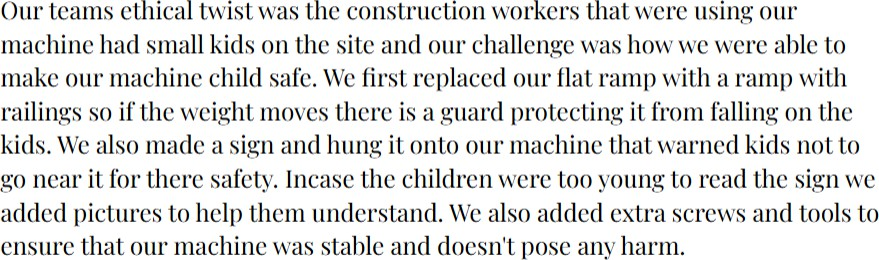 Our teams ethical twist was the construction workers that were using our
machine had small kids on the site and our challenge was how we were able to
make our machine child safe. We first replaced our flat ramp with a ramp with
railings so if the weight moves there is a guard protecting it from falling on the
kids. We also made a sign and hung it onto our machine that warned kids not to
go near it for there safety. Incase the children were too young to read the sign we
added pictures to help them understand. We also added extra screws and tools to
ensure that our machine was stable and doesn't pose any harm.